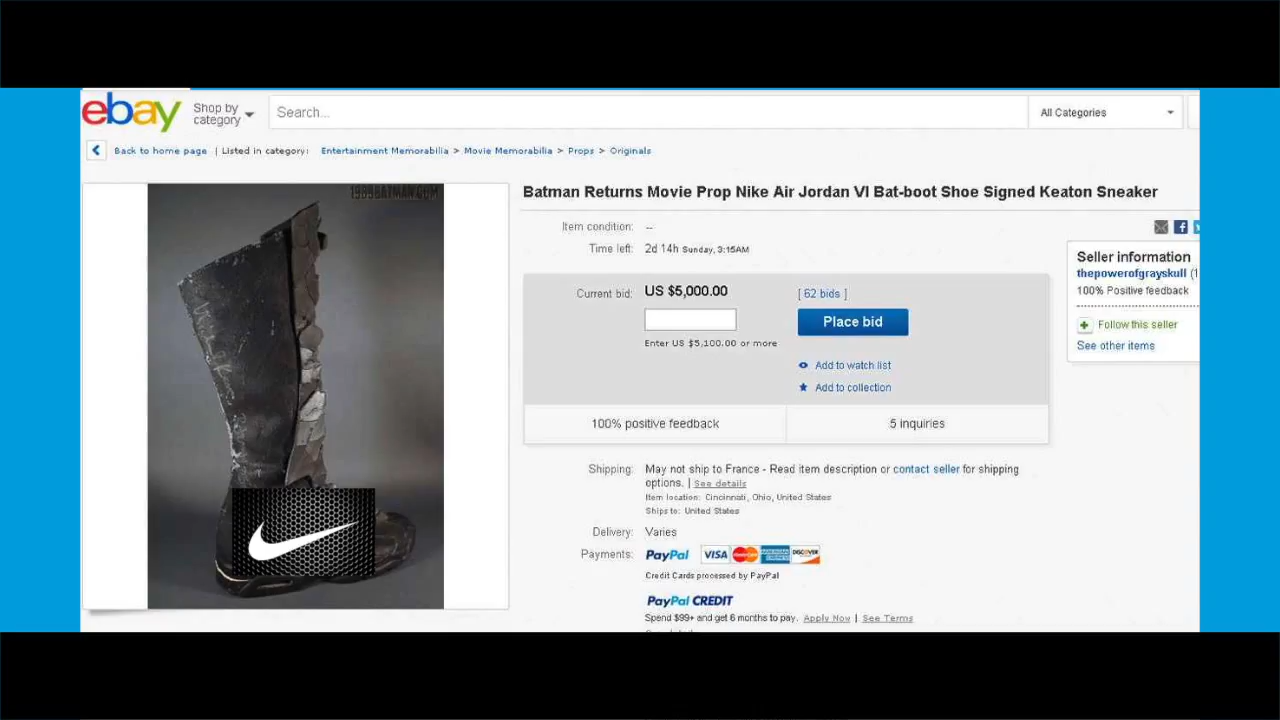 ebay
Shop by
category
Search...
All Categories
Back to home page | Listed in category: Entertainment Memorabilia > Movie Memorabilia > Props > Originals
1989BATMAN.COM
Batman Returns Movie Prop Nike Air Jordan VI Bat-boot Shoe Signed Keaton Sneaker
Item condition: --
Time left: 2d 14h Sunday, 3:15AM
Seller information
thepowerofgrayskull (1
100% Positive feedback
Follow this seller
See other items
Current bid: US $5,000.00 [ 62 bids ]
Place bid
Enter US $5,100.00 or more
Add to watch list
Add to collection
100% positive feedback
5 inquiries
Shipping: May not ship to France - Read item description or contact seller for shipping
options. | See details
Item location: Cincinnati, Ohio, United States
Ships to: United States
Delivery: Varies
Payments: PayPal VISA MasterCard AMERICAN EXPRESS DISCOVER
Credit Cards processed by PayPal
PayPal CREDIT
Spend $99+ and get 6 months to pay. Apply Now | See Terms